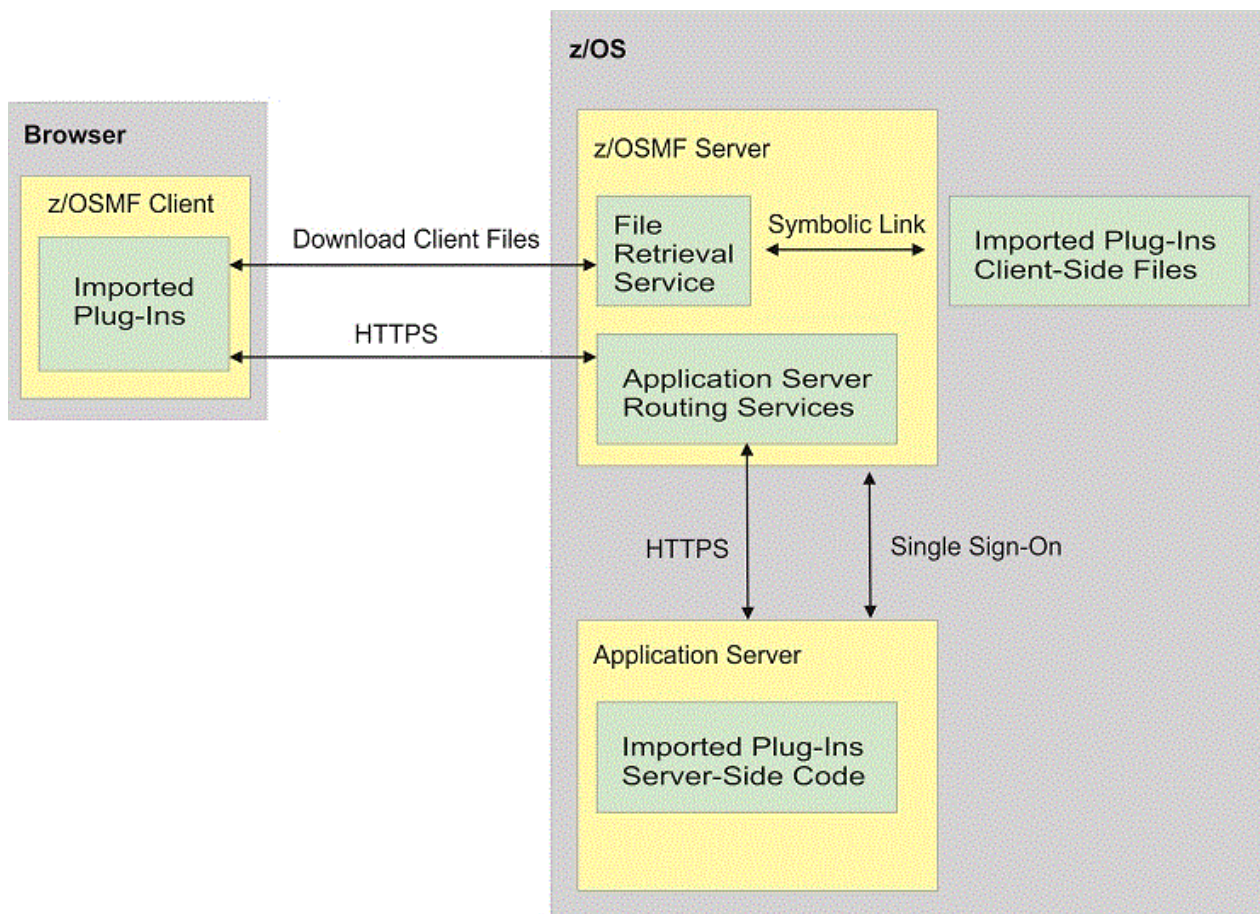 z/OS
Browser
z/OSMF Server
z/OSMF Client
File
Retrieval
Service
Symbolic Link
Imported Plug-Ins
Client-Side Files
Download Client Files
Imported
Plug-Ins
HTTPS
Application Server
Routing Services
HTTPS
Single Sign-On
Application Server
Imported Plug-Ins
Server-Side Code